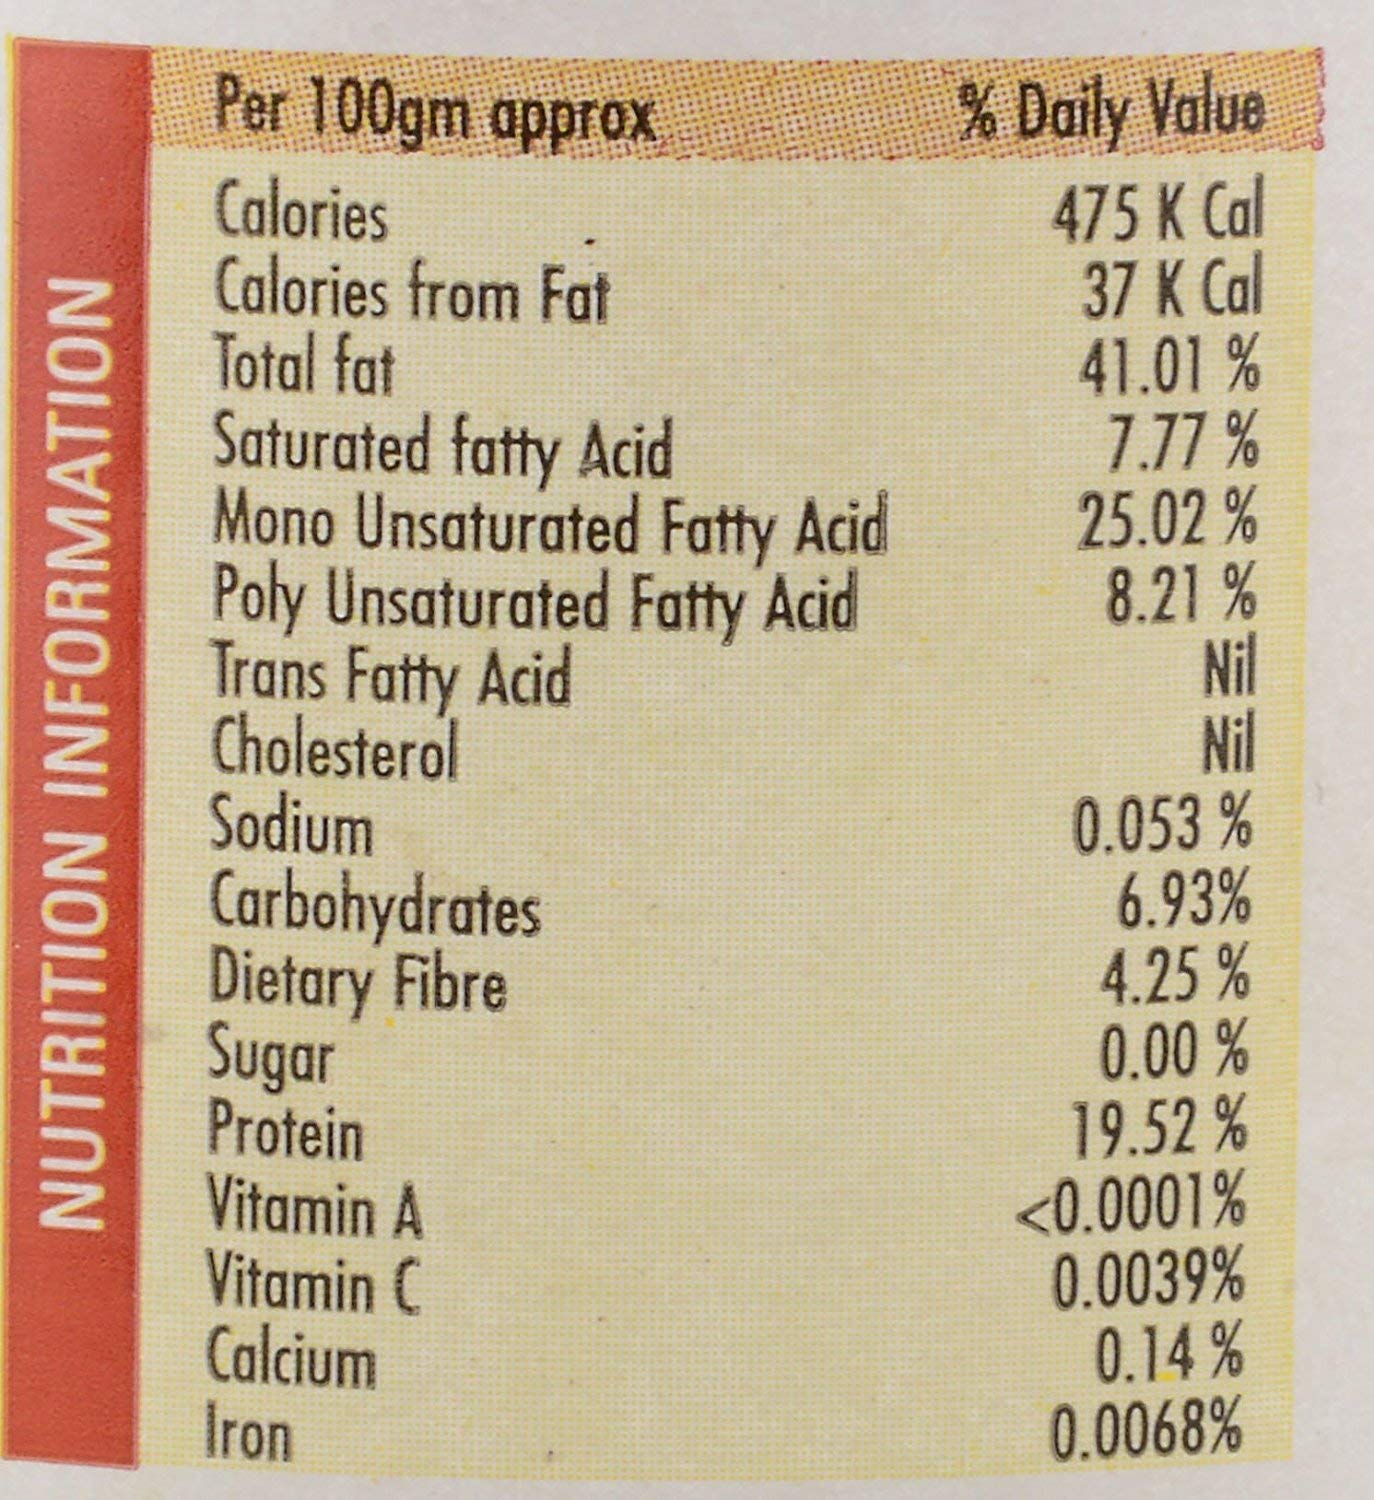 NUTRITION INFORMATION
Per 100gm approx % Daily Value
Calories 475 K Cal
Calories from Fat 37 K Cal
Total fat 41.01 %
Saturated fatty Acid 7.77 %
Mono Unsaturated Fatty Acid 25.02 %
Poly Unsaturated Fatty Acid 8.21 %
Trans Fatty Acid Nil
Cholesterol Nil
Sodium 0.053 %
Carbohydrates 6.93%
Dietary Fibre 4.25 %
Sugar 0.00 %
Protein 19.52 %
Vitamin A <0.0001%
Vitamin C 0.0039%
Calcium 0.14 %
Iron 0.0068%